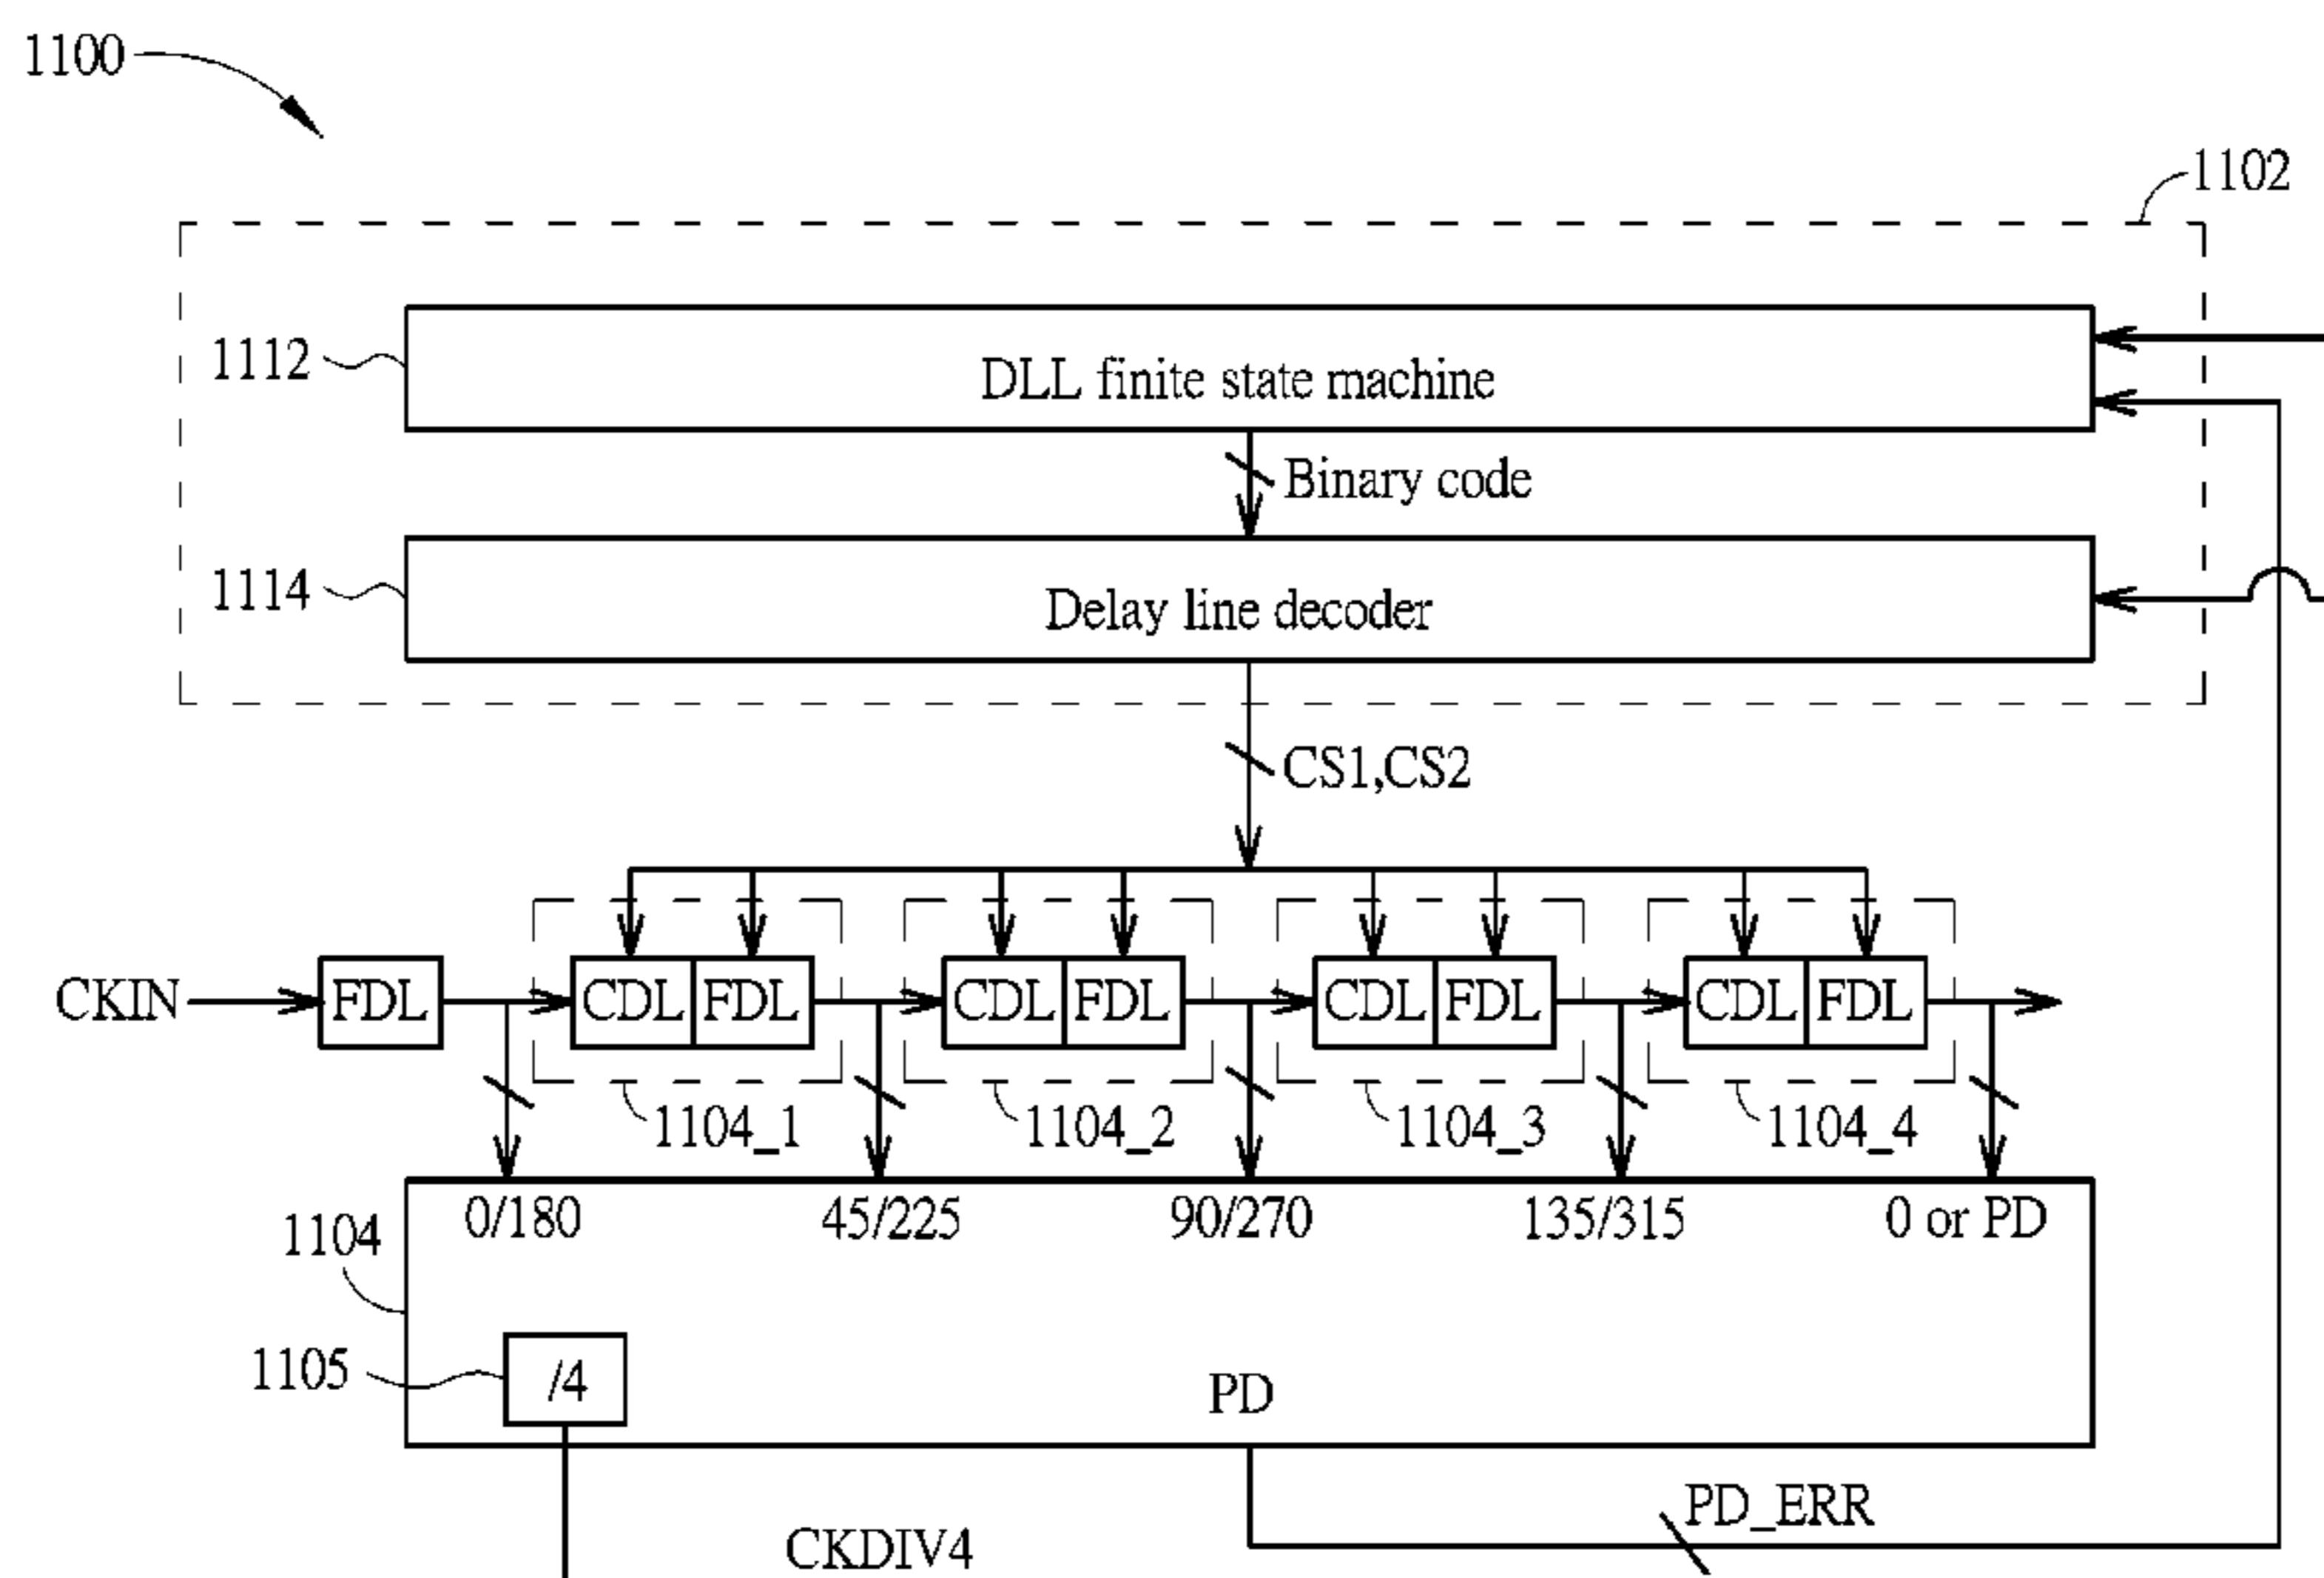 1100
1102
1112
DLL finite state machine
Binary code
1114
Delay line decoder
CS1,CS2
CKIN
FDL
CDL FDL
CDL FDL
CDL FDL
CDL FDL
1104_1
1104_2
1104_3
1104_4
0/180
45/225
90/270
135/315
0 or PD
1104
1105
/4
PD
PD_ERR
CKDIV4